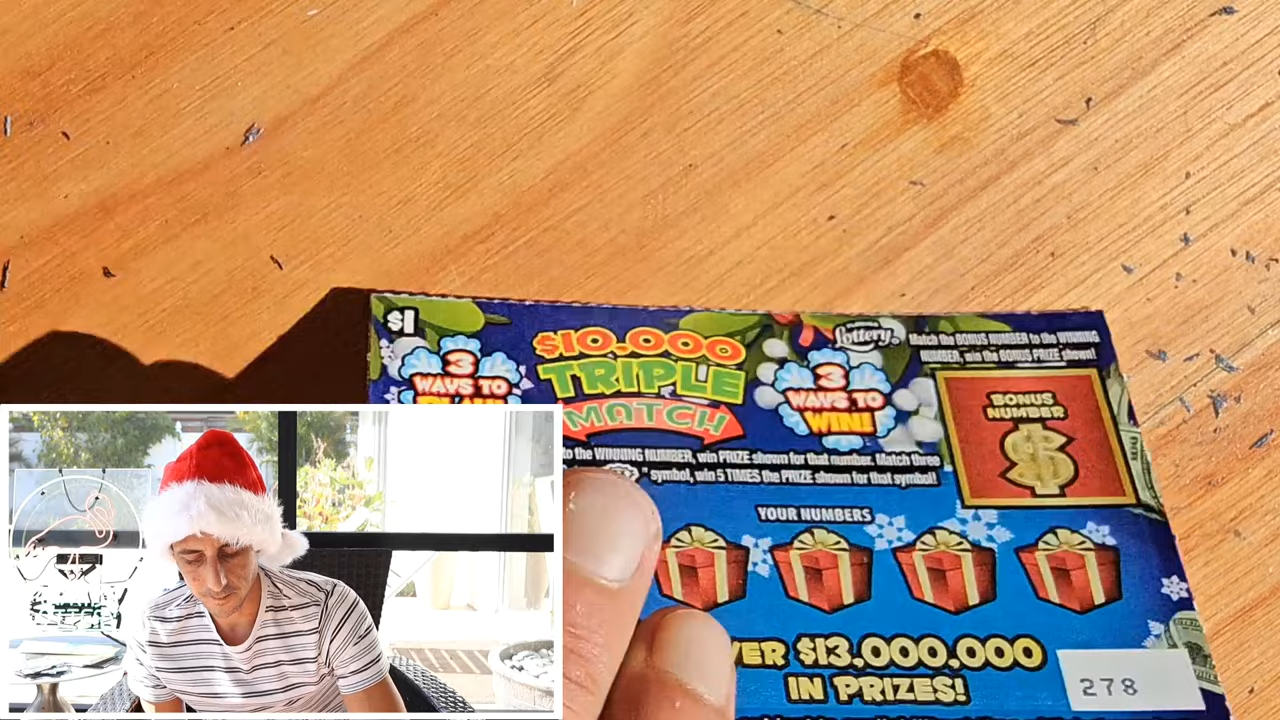 $1
3
WAYS TO
$10,000
TRIPLE
MATCH
3
WAYS TO
WIN!
Lottery
Match the BONUS NUMBER to the WINNING
NUMBER, win the BONUS PRIZE shown!
BONUS
NUMBER
$
to the WINNING NUMBER, win PRIZE shown for that number. Match three
" symbol, win 5 TIMES the PRIZE shown for that symbol!
YOUR NUMBERS
VER $13,000,000
IN PRIZES!
278